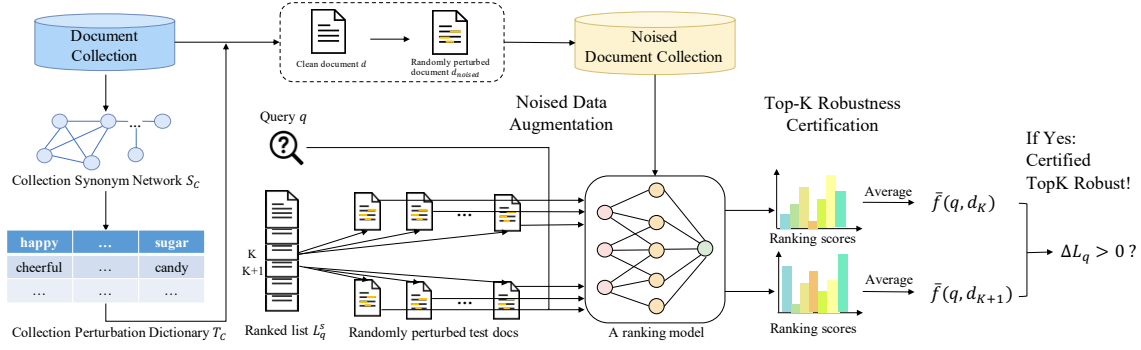 Document
Collection
Clean document d
Randomly perturbed
document d_noised
Noised
Document Collection
Collection Synonym Network S_C
happy … sugar
cheerful … candy
… … …
Collection Perturbation Dictionary T_C
Query q
Noised Data
Augmentation
Top-K Robustness
Certification
If Yes:
Certified
TopK Robust!
...
K
K+1
...
...
Ranked list L_q^s
Randomly perturbed test docs
A ranking model
Ranking scores
Average
f̄(q, d_K)
ΔL_q > 0 ?
Ranking scores
Average
f̄(q, d_{K+1})